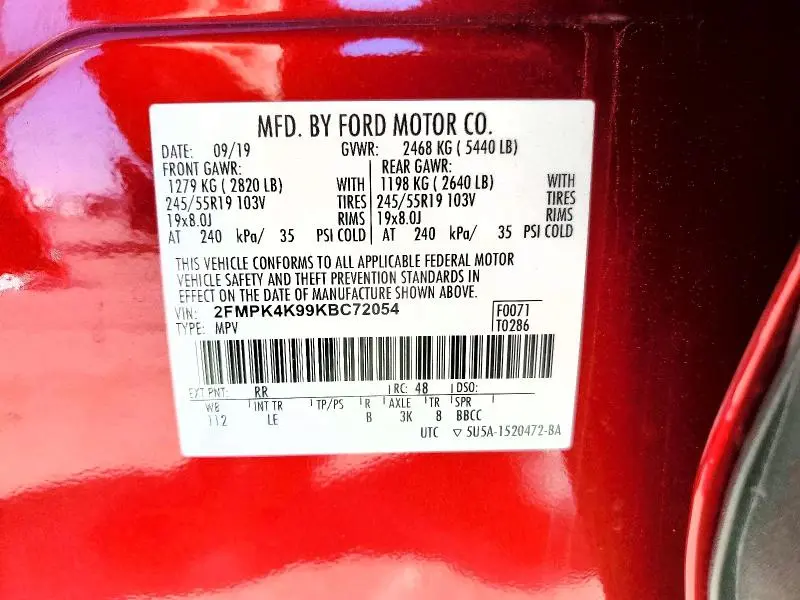 MFD. BY FORD MOTOR CO.
DATE: 09/19 GVWR: 2468 KG ( 5440 LB)
FRONT GAWR: REAR GAWR:
1279 KG ( 2820 LB) WITH 1198 KG ( 2640 LB) WITH
245/55R19 103V TIRES 245/55R19 103V TIRES
19x8.0J RIMS 19x8.0J RIMS
AT 240 kPa/ 35 PSI COLD AT 240 kPa/ 35 PSI COLD
THIS VEHICLE CONFORMS TO ALL APPLICABLE FEDERAL MOTOR
VEHICLE SAFETY AND THEFT PREVENTION STANDARDS IN
EFFECT ON THE DATE OF MANUFACTURE SHOWN ABOVE.
VIN: 2FMPK4K99KBC72054 F0071
TYPE: MPV T0286
EXT PNT: RR RC: 48 DSO:
WB INT TR TP/PS R AXLE TR SPR
112 LE B 3K 8 BBCC
UTC ▽ 5U5A-1520472-BA